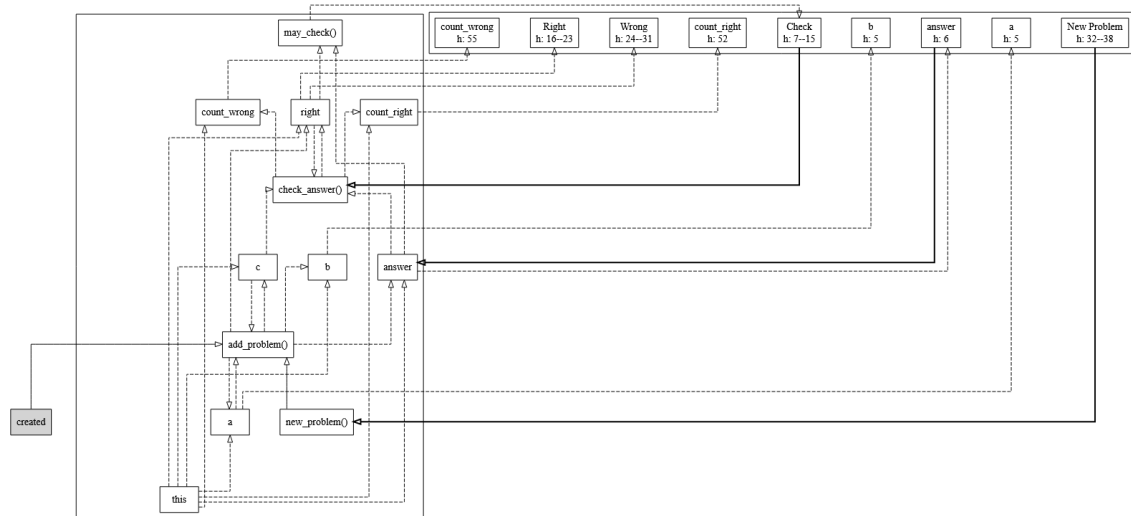 count_wrong
h: 55
Right
h: 16--23
Wrong
h: 24--31
count_right
h: 52
Check
h: 7--15
b
h: 5
answer
h: 6
a
h: 5
New Problem
h: 32--38
may_check()
count_wrong
right
count_right
check_answer()
c
b
answer
add_problem()
created
a
new_problem()
this